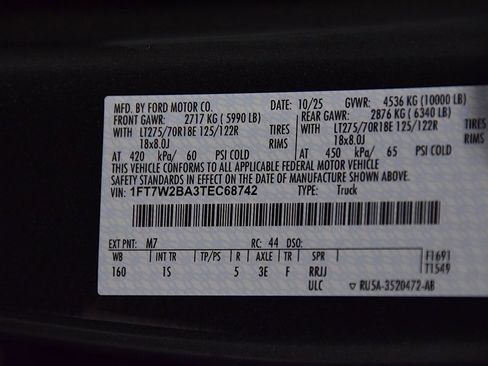 MFD. BY FORD MOTOR CO. 10/25 GVWR: 4536 KG (10000 LB)
FRONT GAWR: 2717 KG ( 5990 LB) REAR GAWR: 2876 KG ( 6340 LB)
WITH LT275/70R18E 125/122R TIRES WITH LT275/70R18E 125/122R TIRES
18x8.0J RIMS 18x8.0J RIMS
AT 420 kPa/ 60 PSI COLD AT 450 kPa/ 65 PSI COLD
THIS VEHICLE CONFORMS TO ALL APPLICABLE FEDERAL MOTOR VEHICLE
SAFETY STANDARDS IN EFFECT ON THE DATE OF MANUFACTURE SHOWN ABOVE.
VIN: 1FT7W2BA3TEC68742 TYPE: Truck
EXT PNT: M7 RC: 44 DSO:
WB INT TR TP/PS R AXLE TR SPR F1691
160 1S 5 3E F RRJJ T1549
ULC ▽ RU5A-3520472-AB